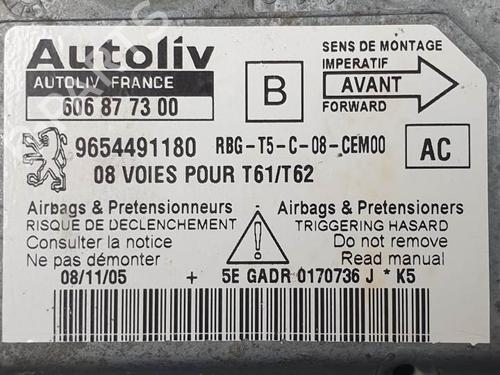 Autoliv
AUTOLIV FRANCE
606 87 73 00
B
SENS DE MONTAGE
IMPERATIF
AVANT
FORWARD
9654491180 RBG-T5-C-08-CEM00
AC
08 VOIES POUR T61/T62
Airbags & Pretensionneurs
RISQUE DE DECLENCHEMENT
Consulter la notice
Ne pas démonter
Airbags & Pretensioners
TRIGGERING HASARD
Do not remove
Read manual
08/11/05 + 5E GADR 0170736 J * K5